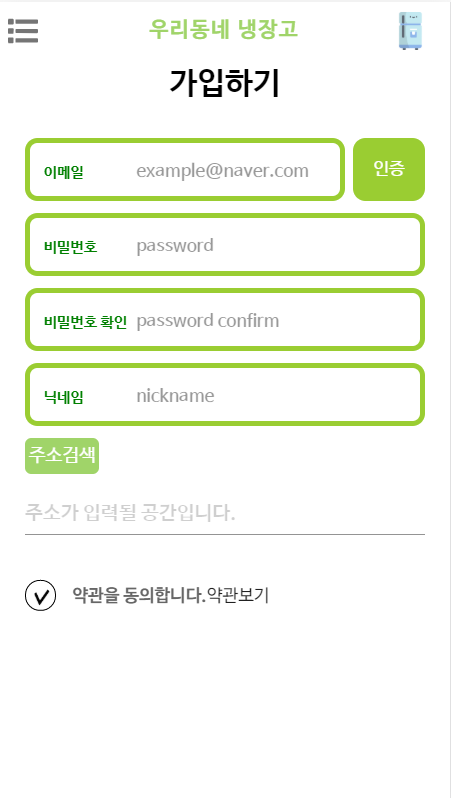 우리동네 냉장고
가입하기
이메일 example@naver.com 인증
비밀번호 password
비밀번호 확인 password confirm
닉네임 nickname
주소검색
주소가 입력될 공간입니다.
약관을 동의합니다.약관보기